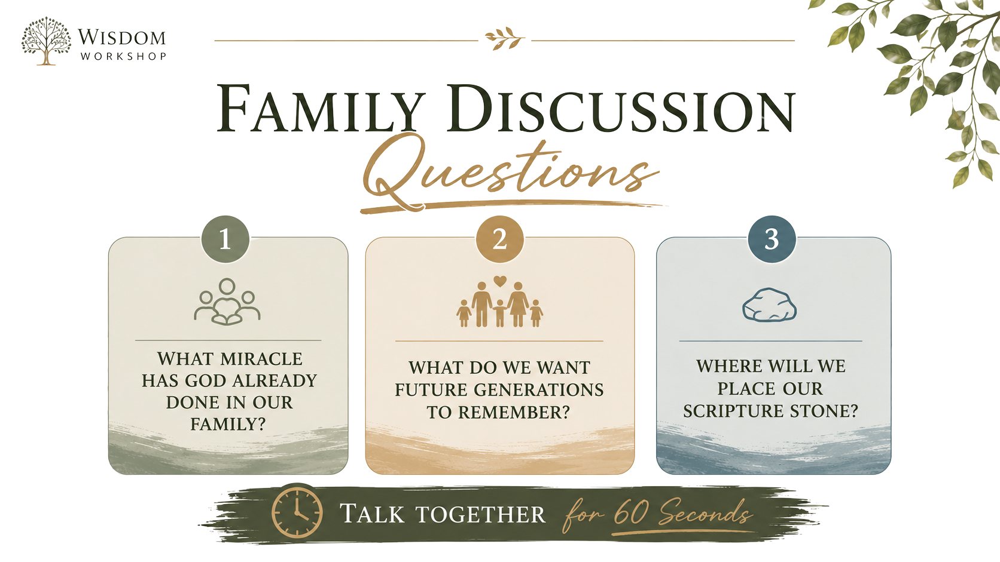 WISDOM
WORKSHOP
FAMILY DISCUSSION
Questions
1
WHAT MIRACLE
HAS GOD ALREADY
DONE IN OUR
FAMILY?
2
WHAT DO WE WANT
FUTURE GENERATIONS
TO REMEMBER?
3
WHERE WILL WE
PLACE OUR
SCRIPTURE STONE?
TALK TOGETHER for 60 Seconds